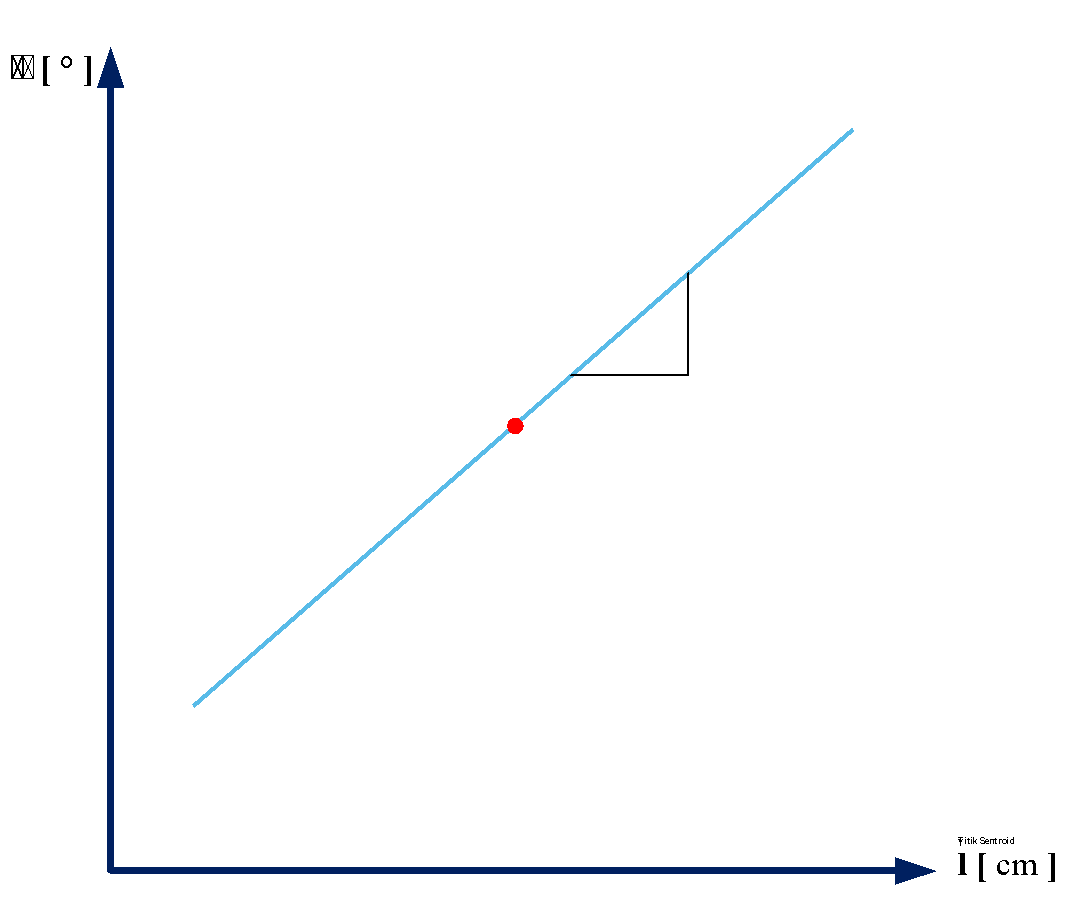 [ ° ]
Titik Sentroid
l [ cm ]